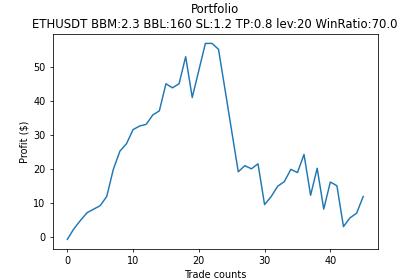 Portfolio
ETHUSDT BBM:2.3 BBL:160 SL:1.2 TP:0.8 lev:20 WinRatio:70.0
50
40
30
20
10
0
Profit ($)
0 10 20 30 40
Trade counts